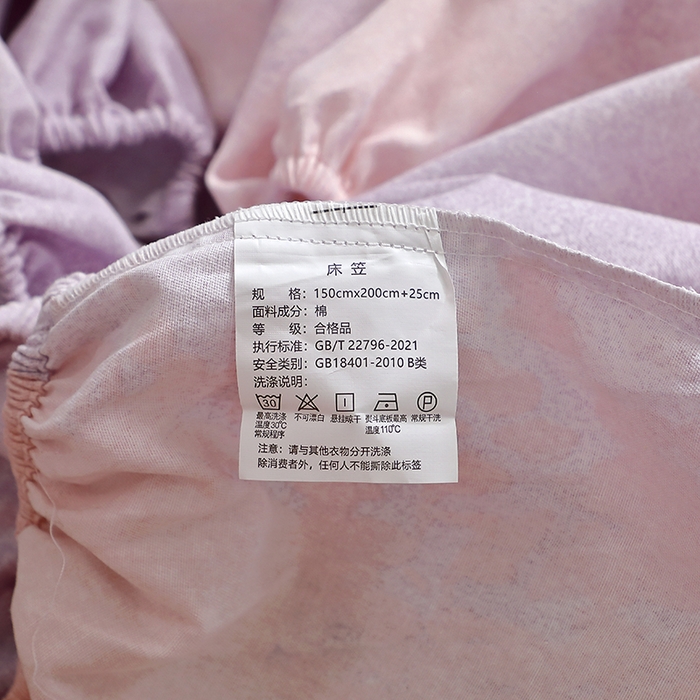 床笠
规 格：150cmx200cm+25cm
面料成分：棉
等 级：合格品
执行标准：GB/T 22796-2021
安全类别：GB18401-2010 B类
洗涤说明：
30 P
最高洗涤温度30℃常规程序 不可漂白 悬挂晾干 熨斗底板最高温度110℃ 常规干洗
注意：请与其他衣物分开洗涤
除消费者外，任何人不能撕除此标签